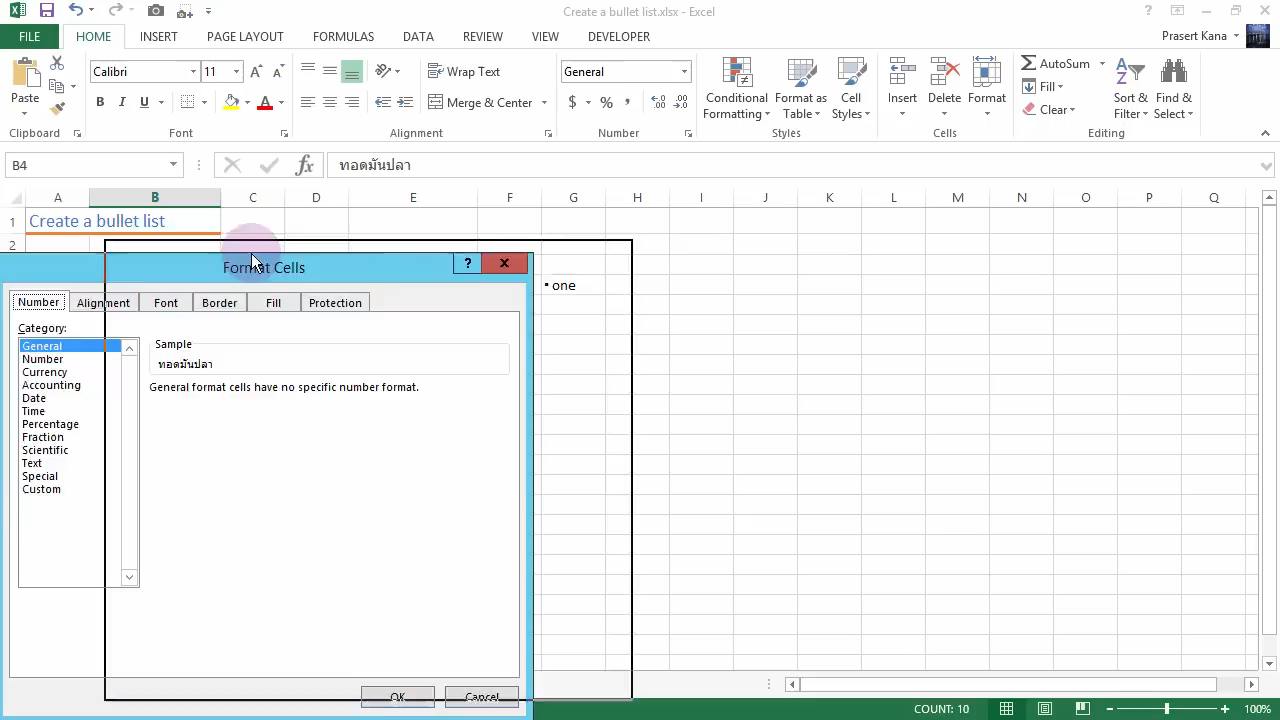 Create a bullet list.xlsx - Excel
FILE HOME INSERT PAGE LAYOUT FORMULAS DATA REVIEW VIEW DEVELOPER Prasert Kana
Paste
Calibri 11
B I U
A
Wrap Text
Merge & Center
General
$ % ,
Conditional Formatting
Format as Table
Cell Styles
Insert
Delete
Format
AutoSum
Fill
Clear
Sort & Filter
Find & Select
Clipboard Font Alignment Number Styles Cells Editing
B4 fx ทอดมันปลา
A B C D E F G H I J K L M N O P Q
1 Create a bullet list
2
▪ one
Format Cells
Number Alignment Font Border Fill Protection
Category:
General
Number
Currency
Accounting
Date
Time
Percentage
Fraction
Scientific
Text
Special
Custom
Sample
ทอดมันปลา
General format cells have no specific number format.
OK Cancel
COUNT: 10 100%